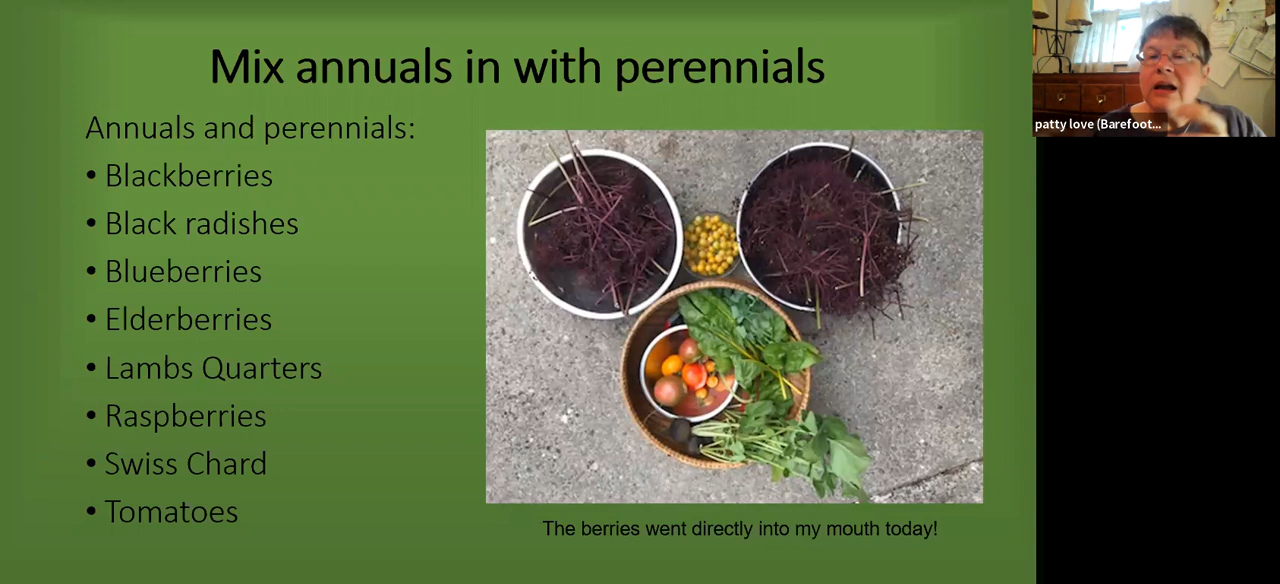 Mix annuals in with perennials
Annuals and perennials:
• Blackberries
• Black radishes
• Blueberries
• Elderberries
• Lambs Quarters
• Raspberries
• Swiss Chard
• Tomatoes
The berries went directly into my mouth today!
patty love (Barefoot...